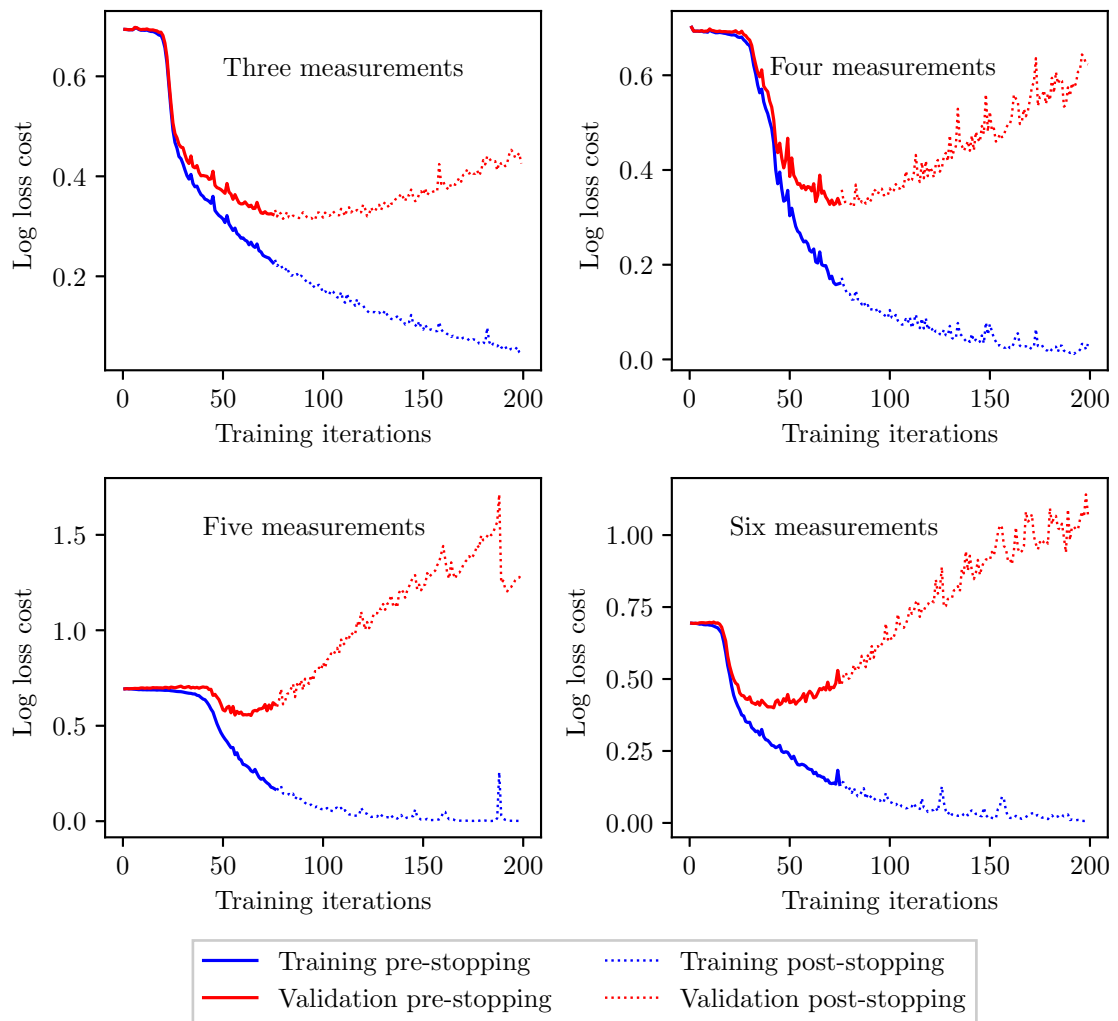 Three measurements
Log loss cost
0.6
0.4
0.2
0 50 100 150 200
Training iterations
Four measurements
Log loss cost
0.6
0.4
0.2
0.0
0 50 100 150 200
Training iterations
Five measurements
Log loss cost
1.5
1.0
0.5
0.0
0 50 100 150 200
Training iterations
Six measurements
Log loss cost
1.00
0.75
0.50
0.25
0.00
0 50 100 150 200
Training iterations
Training pre-stopping
Validation pre-stopping
Training post-stopping
Validation post-stopping